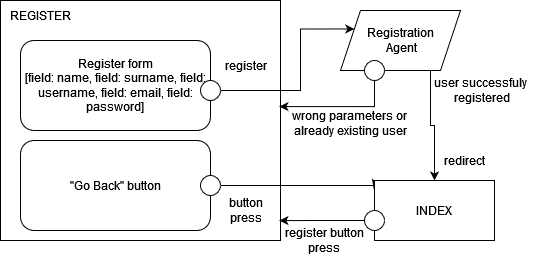 REGISTER
Register form
[field: name, field: surname, field:
username, field: email, field:
password]
register
Registration
Agent
user successfuly
registered
wrong parameters or
already existing user
redirect
"Go Back" button
button
press
INDEX
register button
press